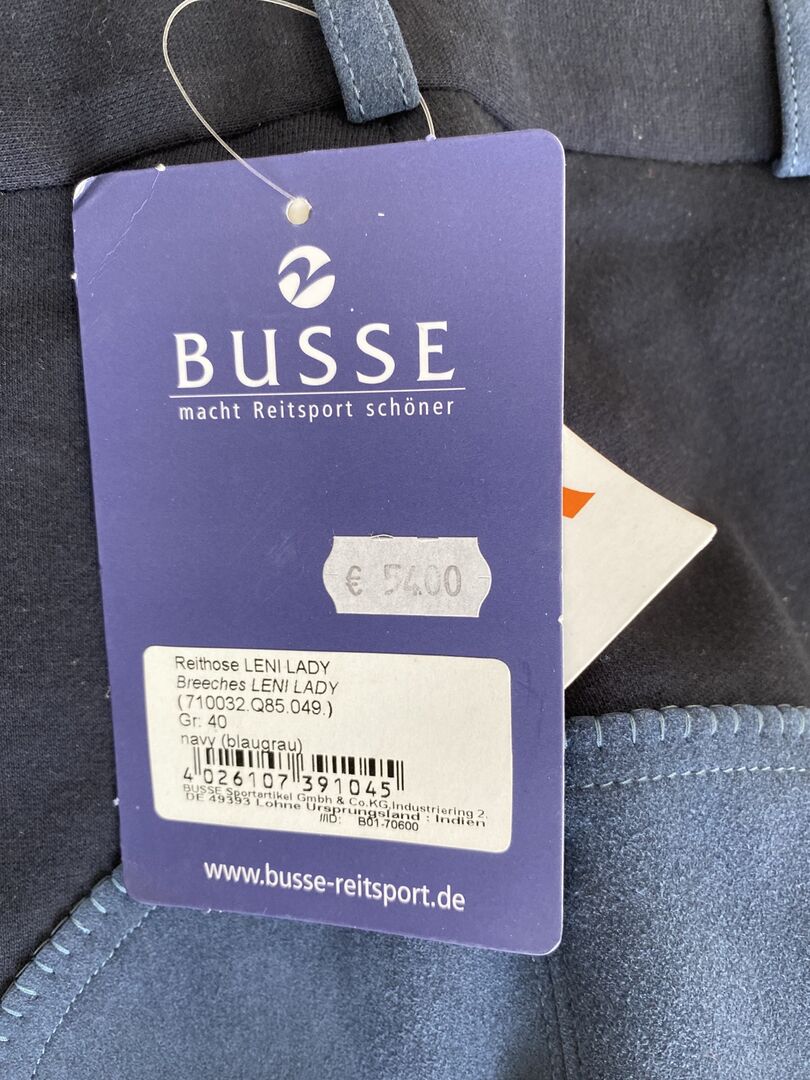 BUSSE
macht Reitsport schöner
€ 54.00
Reithose LENI LADY
Breeches LENI LADY
(710032.Q85.049.)
Gr: 40
navy (blaugrau)
4 026107 391045
BUSSE Sportartikel Gmbh & Co.KG,Industriering 2,
DE 49393 Lohne Ursprungsland : Indien
///ID: B01-70600
www.busse-reitsport.de